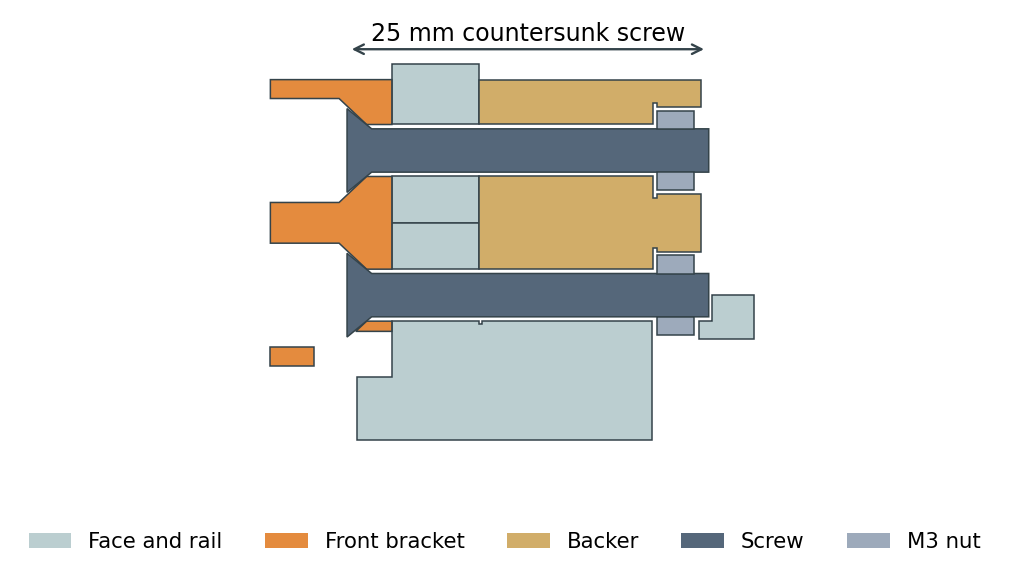 25 mm countersunk screw
Face and rail
Front bracket
Backer
Screw
M3 nut